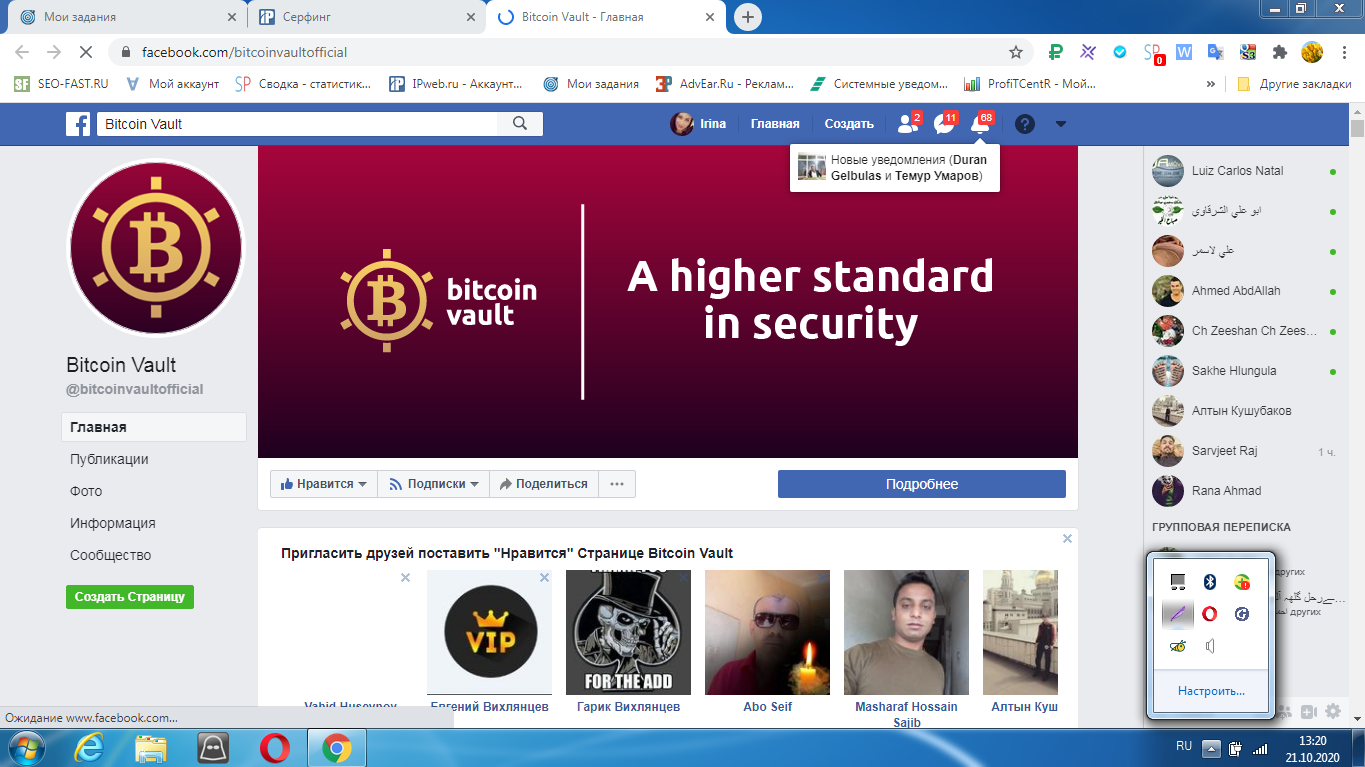 Мои задания
Серфинг
Bitcoin Vault - Главная
facebook.com/bitcoinvaultofficial
SEO-FAST.RU
Мой аккаунт
Сводка - статистик...
IPweb.ru - Аккаунт...
Мои задания
AdvEar.Ru - Реклам...
Системные уведом...
ProfiTCentR - Мой...
»
Другие закладки
Bitcoin Vault
Irina
Главная
Создать
2
11
68
Новые уведомления (Duran
Gelbulas и Темур Умаров)
bitcoin
vault
A higher standard
in security
Bitcoin Vault
@bitcoinvaultofficial
Главная
Публикации
Фото
Информация
Сообщество
Создать Страницу
Нравится
Подписки
Поделиться
...
Подробнее
Пригласить друзей поставить "Нравится" Странице Bitcoin Vault
VIP
FOR THE ADD
Vahid Huseynov
Евгений Вихлянцев
Гарик Вихлянцев
Abo Seif
Masharaf Hossain
Sajib
Алтын Куш
Luiz Carlos Natal
ابو علي الشرقاوي
علي لاسمر
Ahmed AbdAllah
Ch Zeeshan Ch Zees...
Sakhe Hlungula
Алтын Кушубаков
Sarvjeet Raj
1 ч.
Rana Ahmad
ГРУППОВАЯ ПЕРЕПИСКА
других
других
Настроить...
Ожидание www.facebook.com...
RU
13:20
21.10.2020